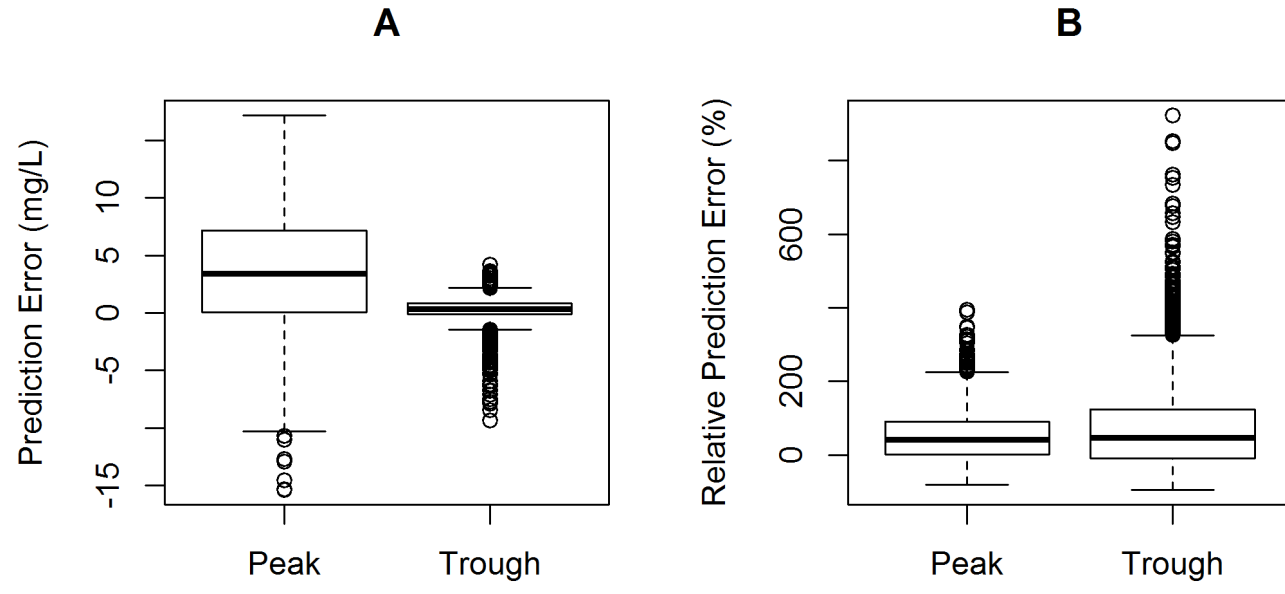 A
Prediction Error (mg/L)
10
5
0
-5
-15
Peak
Trough
B
Relative Prediction Error (%)
600
200
0
Peak
Trough